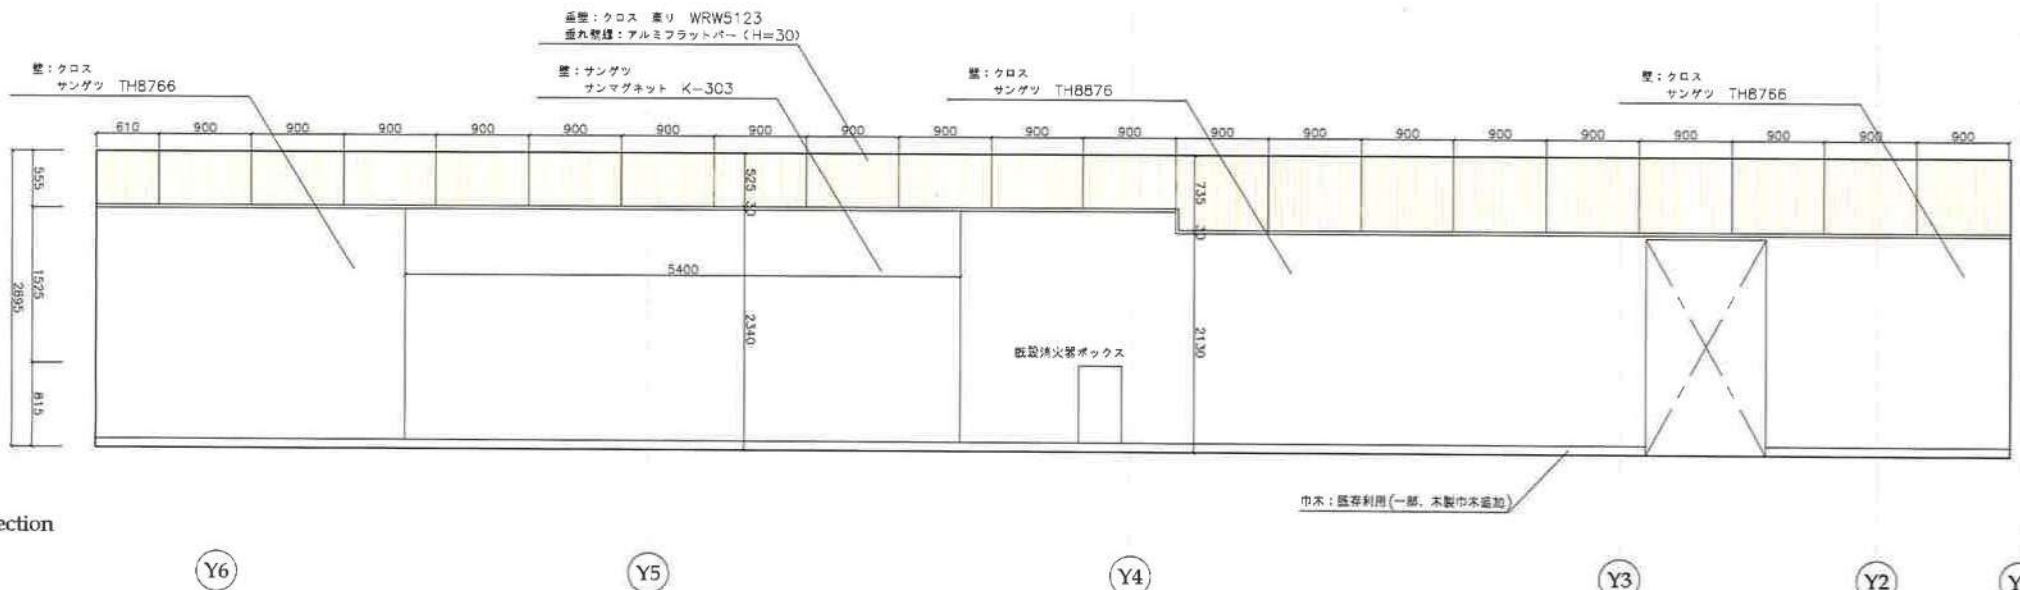 垂壁：クロス 東リ WRW5123
垂れ壁縁：アルミフラットバー（H=30）
壁：クロス
サンゲツ TH8766
壁：サンゲツ
サンマグネット K-303
壁：クロス
サンゲツ TH8876
壁：クロス
サンゲツ TH8766
610 900 900 900 900 900 900 900 900 900 900 900 900 900 900 900 900 900 900 900 900
555
525 30
735 30
1525
2895
5400
2340
2130
815
既設消火器ボックス
巾木：既存利用(一部、木製巾木追加)
ection
Y6 Y5 Y4 Y3 Y2 Y